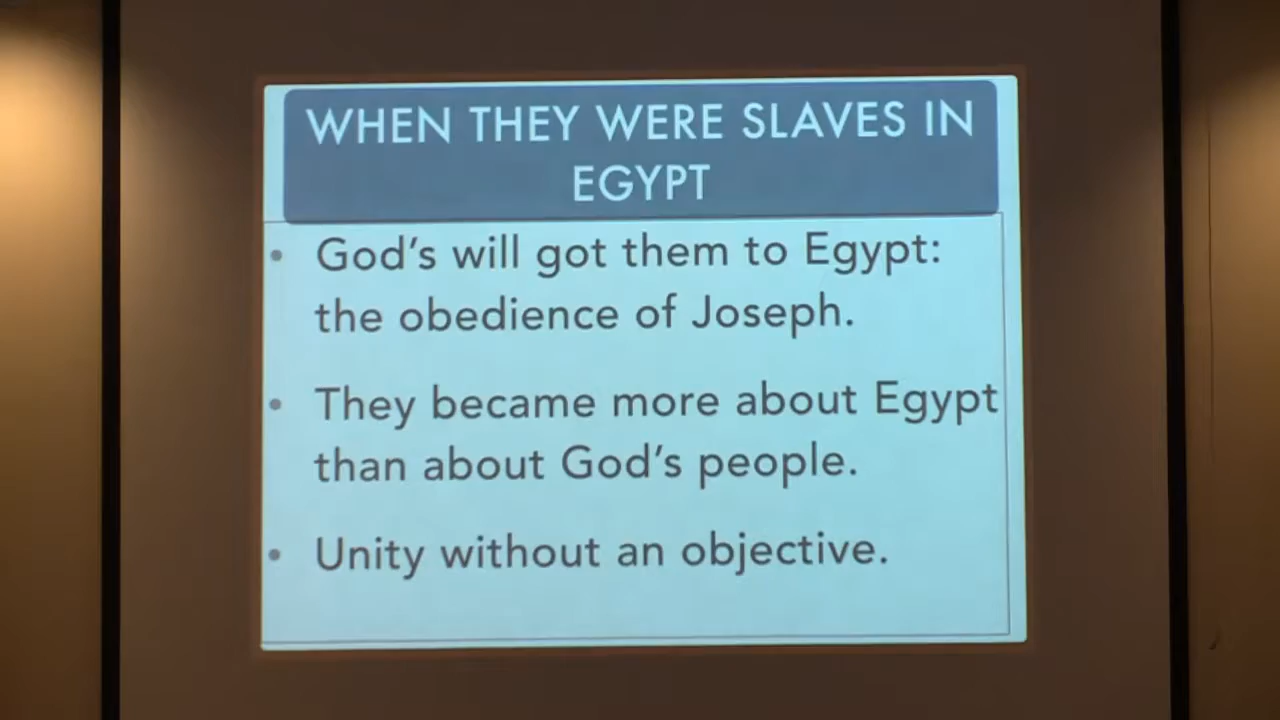 WHEN THEY WERE SLAVES IN
EGYPT
• God's will got them to Egypt:
the obedience of Joseph.
• They became more about Egypt
than about God's people.
• Unity without an objective.